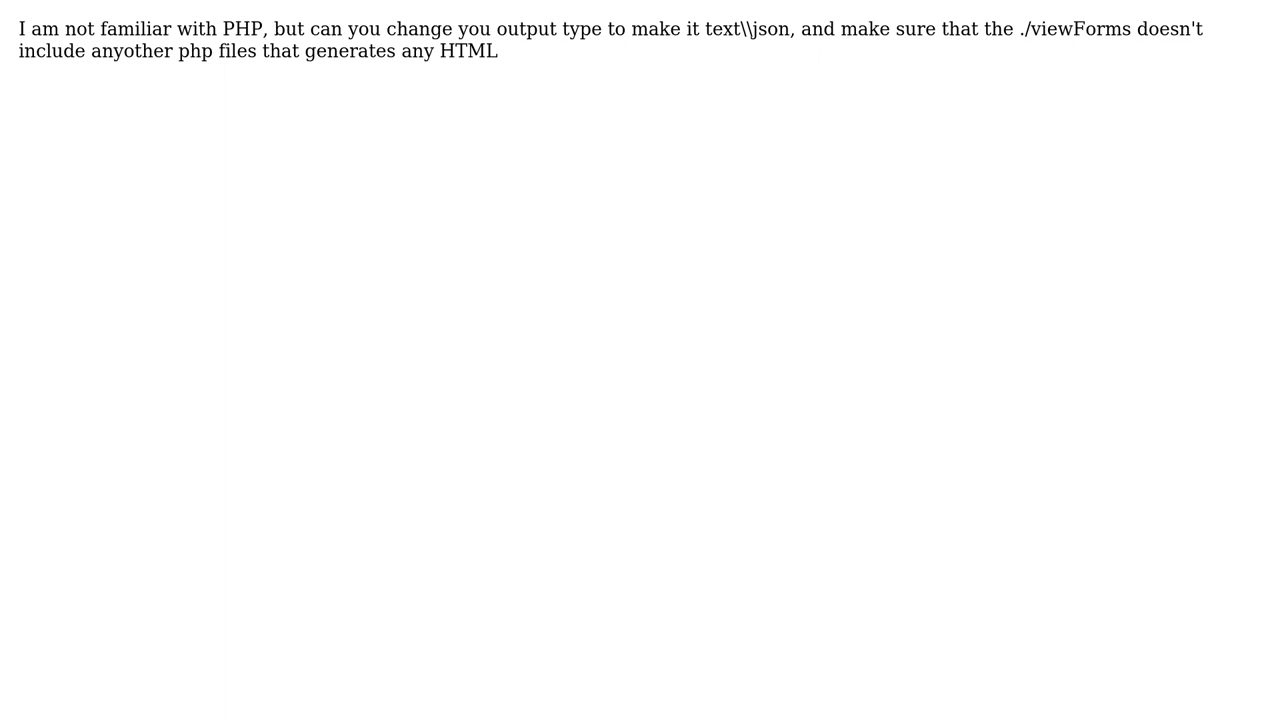 I am not familiar with PHP, but can you change you output type to make it text\\json, and make sure that the ./viewForms doesn't
include anyother php files that generates any HTML